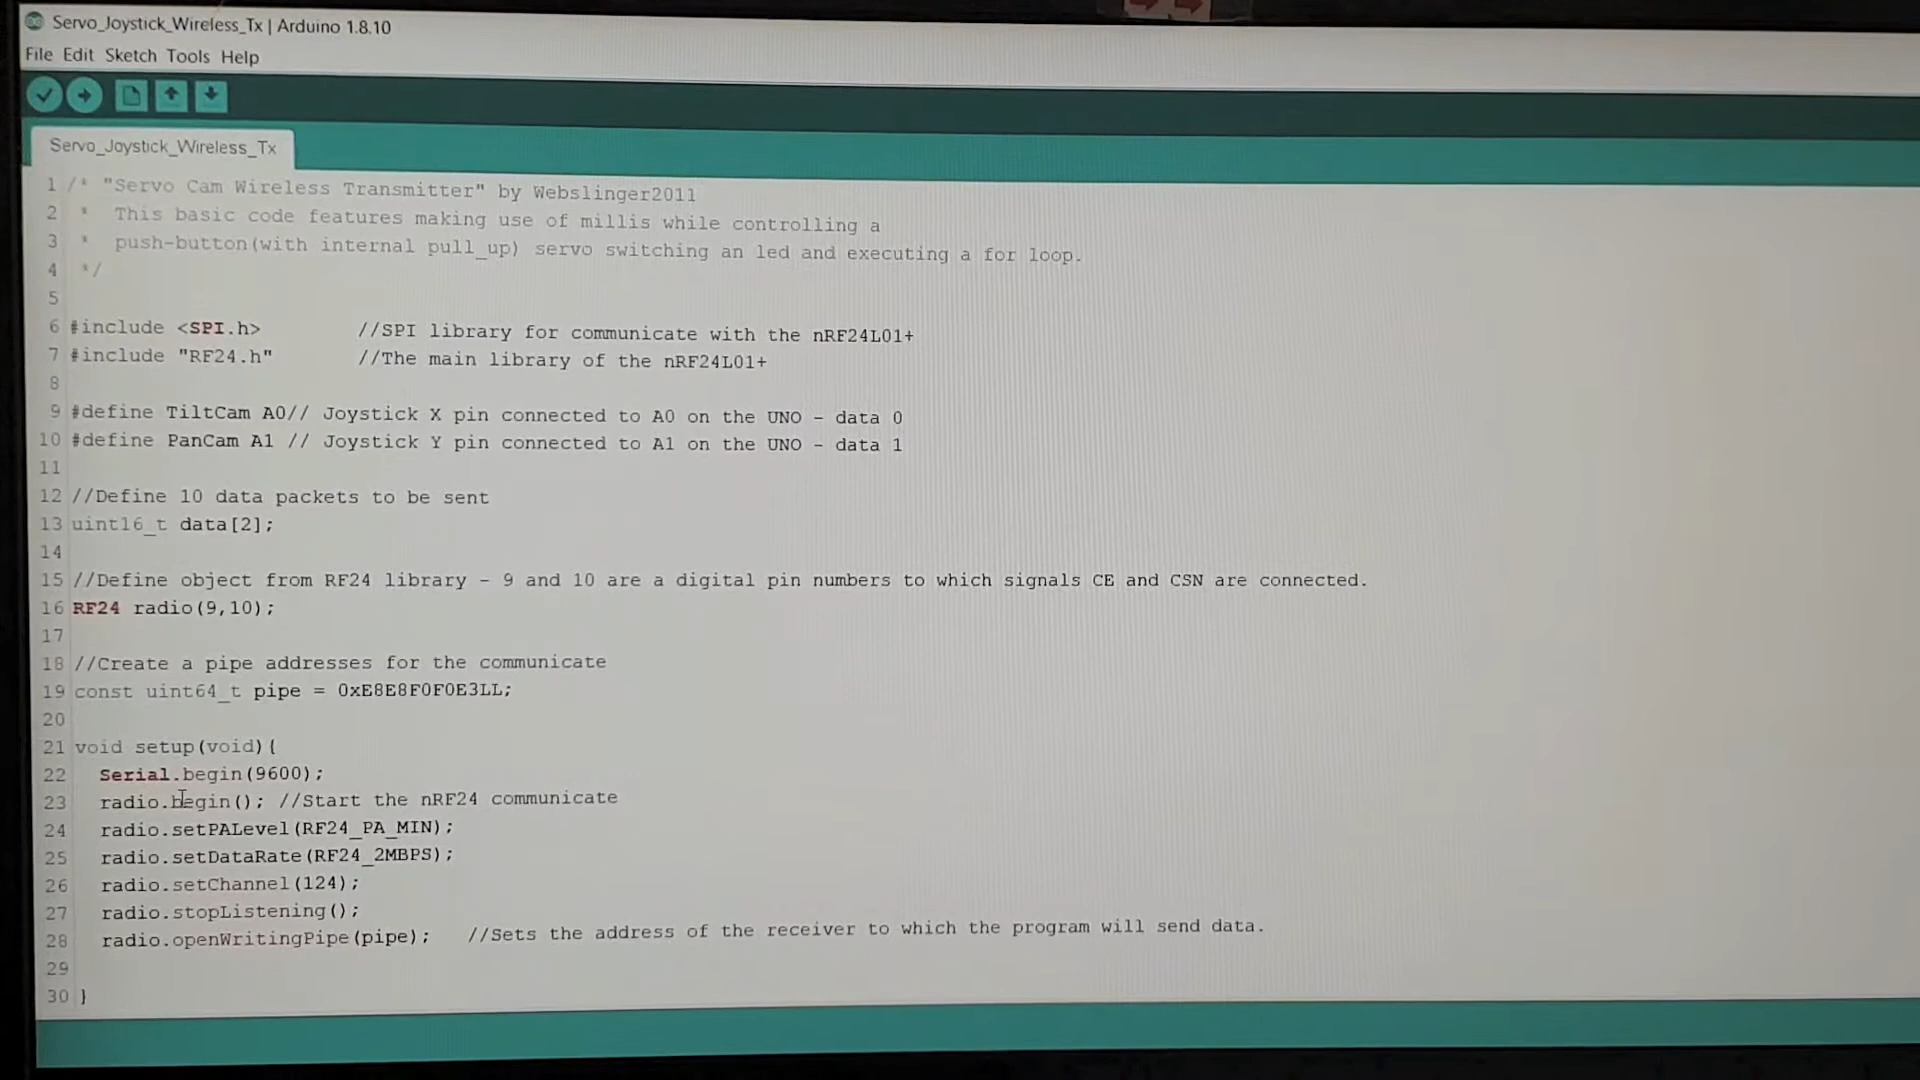 Servo_Joystick_Wireless_Tx | Arduino 1.8.10
File Edit Sketch Tools Help
Servo_Joystick_Wireless_Tx
1 /* "Servo Cam Wireless Transmitter" by Webslinger2011
2 * This basic code features making use of millis while controlling a
3 * push-button(with internal pull_up) servo switching an led and executing a for loop.
4 */
5
6 #include <SPI.h> //SPI library for communicate with the nRF24L01+
7 #include "RF24.h" //The main library of the nRF24L01+
8
9 #define TiltCam A0// Joystick X pin connected to A0 on the UNO - data 0
10 #define PanCam A1 // Joystick Y pin connected to A1 on the UNO - data 1
11
12 //Define 10 data packets to be sent
13 uint16_t data[2];
14
15 //Define object from RF24 library - 9 and 10 are a digital pin numbers to which signals CE and CSN are connected.
16 RF24 radio(9,10);
17
18 //Create a pipe addresses for the communicate
19 const uint64_t pipe = 0xE8E8F0F0E3LL;
20
21 void setup(void){
22 Serial.begin(9600);
23 radio.begin(); //Start the nRF24 communicate
24 radio.setPALevel(RF24_PA_MIN);
25 radio.setDataRate(RF24_2MBPS);
26 radio.setChannel(124);
27 radio.stopListening();
28 radio.openWritingPipe(pipe); //Sets the address of the receiver to which the program will send data.
29
30 }